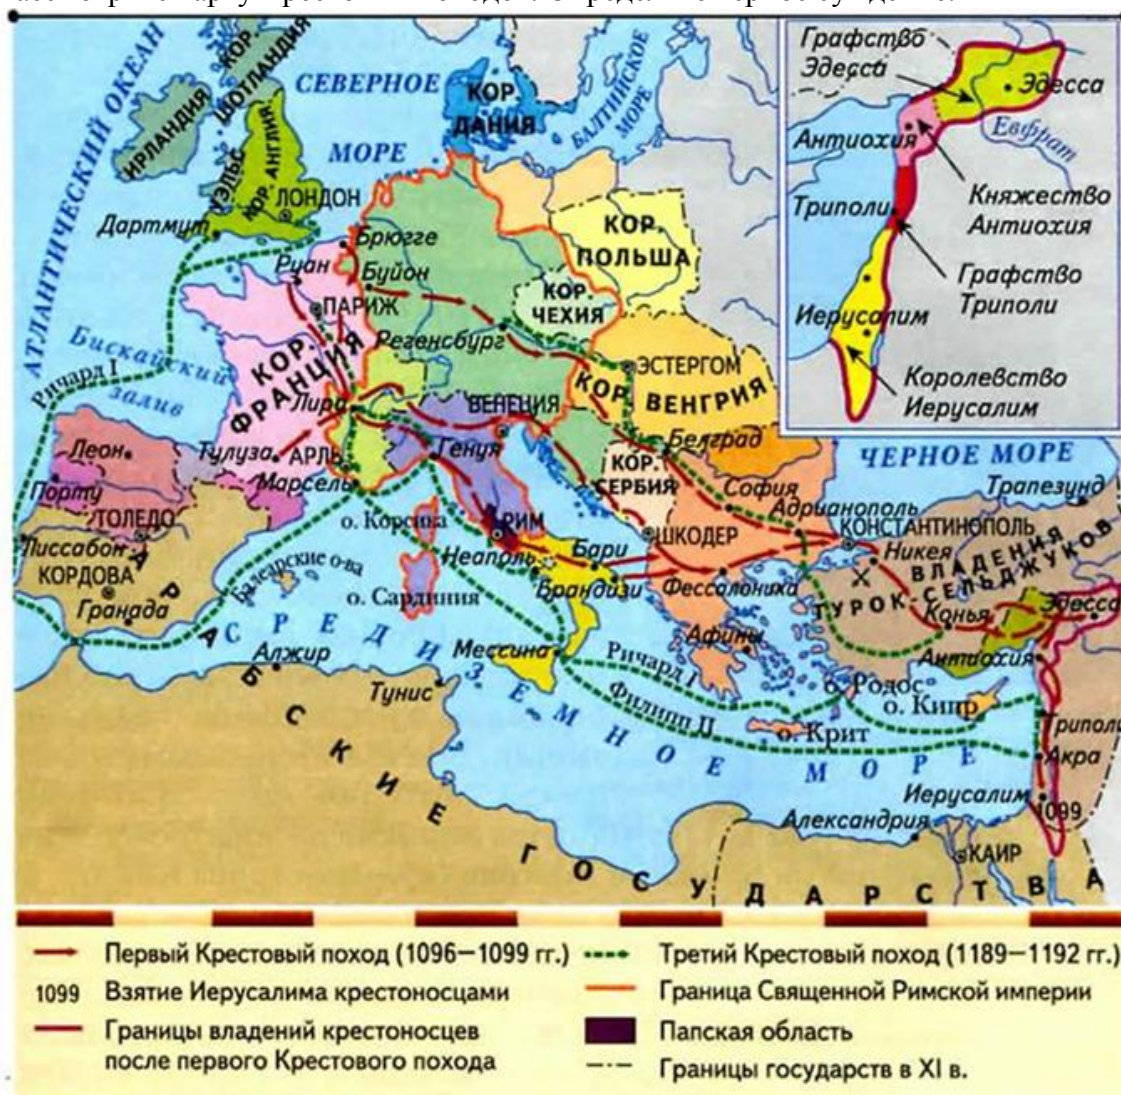 КОР. ШОТЛАНДИЯ
ИРЛАНДИЯ
УЭЛЬС
КОР. АНГЛИЯ
АТЛАНТИЧЕСКИЙ ОКЕАН
СЕВЕРНОЕ
МОРЕ
КОР.
ДАНИЯ
БАЛТИЙСКОЕ
МОРЕ
ЛОНДОН
Дартмут
Брюгге
Руан
Буйон
ПАРИЖ
КОР.
ПОЛЬША
КОР.
ЧЕХИЯ
Регенсбург
Бискайский
залив
Ричард I
КОР.
ФРАНЦИЯ
Лира
ЭСТЕРГОМ
КОР. ВЕНГРИЯ
ВЕНЕЦИЯ
Леон
Тулуза
АРЛЬ
Генуя
Белград
Порту
Марсель
КОР.
СЕРБИЯ
София
ТОЛЕДО
о. Корсика
РИМ
ШКОДЕР
Адрианополь
КОНСТАНТИНОПОЛЬ
ЧЕРНОЕ МОРЕ
Трапезунд
Лиссабон
КОРДОВА
Гранада
Балеарские о-ва
о. Сардиния
Неаполь
Бари
Брандизи
Фессалоника
Никея
ВЛАДЕНИЯ
ТУРОК-СЕЛЬДЖУКОВ
Конья
Эдесса
Афины
Антиохия
Мессина
Ричард I
Филипп II
о. Родос
о. Кипр
о. Крит
Триполи
Акра
Иерусалим
1099
Алжир
Тунис
СРЕДИЗЕМНОЕ МОРЕ
Александрия
КАИР
АРАБСКИЕ ГОСУДАРСТВА
Графство
Эдесса
Эдесса
Антиохия
Евфрат
Княжество
Антиохия
Триполи
Графство
Триполи
Иерусалим
Королевство
Иерусалим
Первый Крестовый поход (1096–1099 гг.)
1099 Взятие Иерусалима крестоносцами
Границы владений крестоносцев
после первого Крестового похода
Третий Крестовый поход (1189–1192 гг.)
Граница Священной Римской империи
Папская область
Границы государств в XI в.